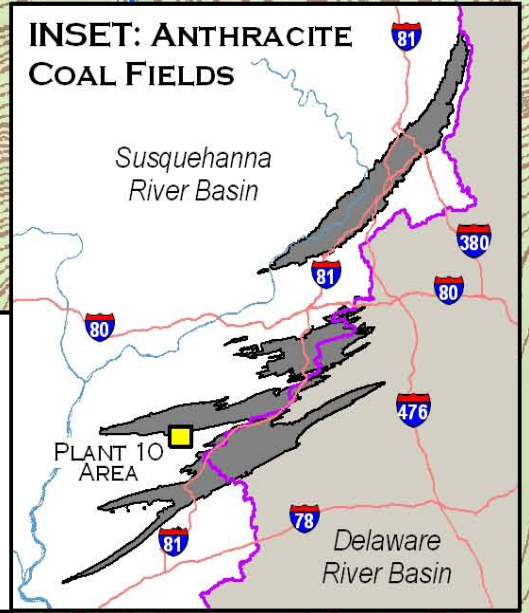 INSET: ANTHRACITE
COAL FIELDS
81
Susquehanna
River Basin
380
81
80
80
476
PLANT 10
AREA
78
81
Delaware
River Basin